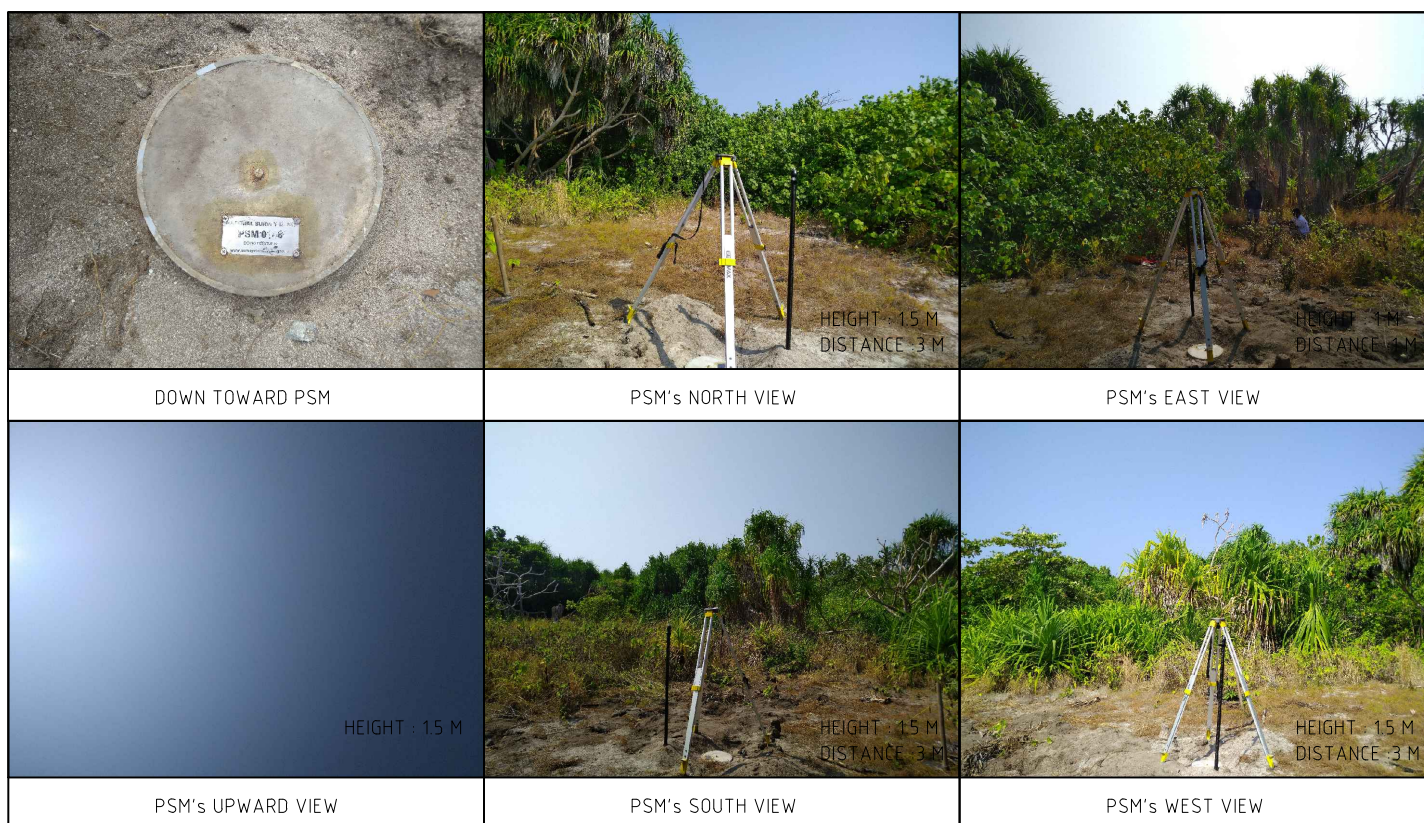 PSM
HEIGHT : 1.5 M
DISTANCE :3 M
HEIGHT : 1 M
DISTANCE :1 M
DOWN TOWARD PSM
PSM's NORTH VIEW
PSM's EAST VIEW
HEIGHT : 1.5 M
HEIGHT : 1.5 M
DISTANCE :3 M
HEIGHT : 1.5 M
DISTANCE :3 M
PSM's UPWARD VIEW
PSM's SOUTH VIEW
PSM's WEST VIEW